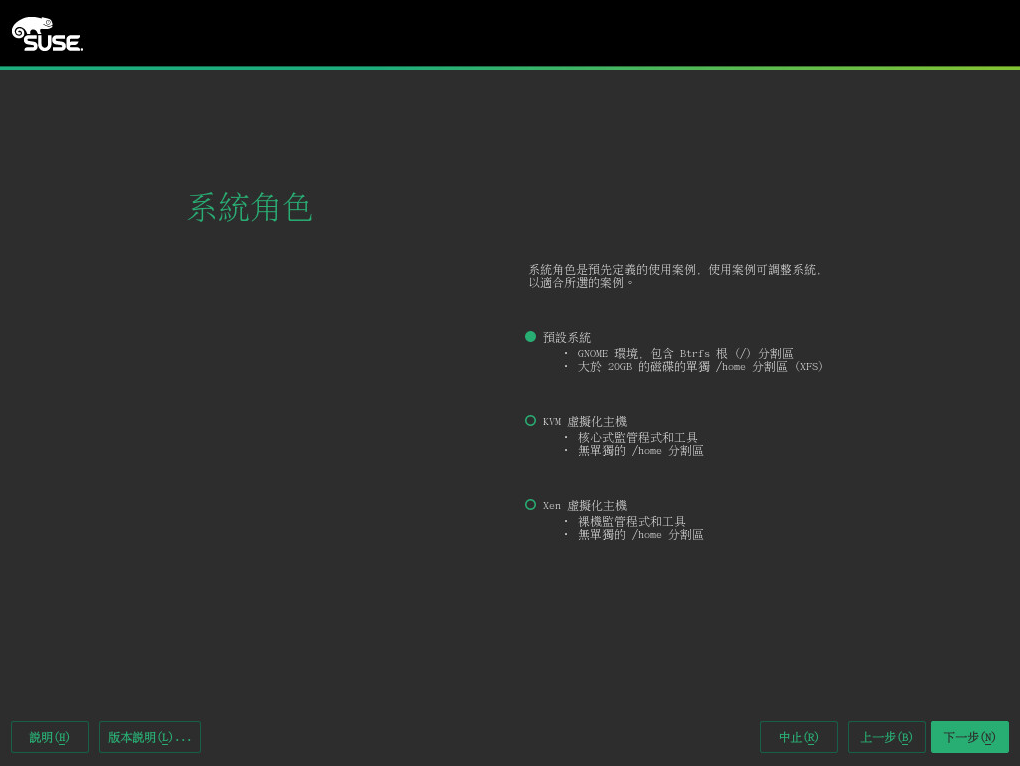 SUSE.
系統角色
系統角色是預先定義的使用案例，使用案例可調整系統，
以適合所選的案例。
預設系統
· GNOME 環境，包含 Btrfs 根 (/) 分割區
· 大於 20GB 的磁碟的單獨 /home 分割區 (XFS)
KVM 虛擬化主機
· 核心式監管程式和工具
· 無單獨的 /home 分割區
Xen 虛擬化主機
· 裸機監管程式和工具
· 無單獨的 /home 分割區
說明(H)
版本說明(L)...
中止(R)
上一步(B)
下一步(N)